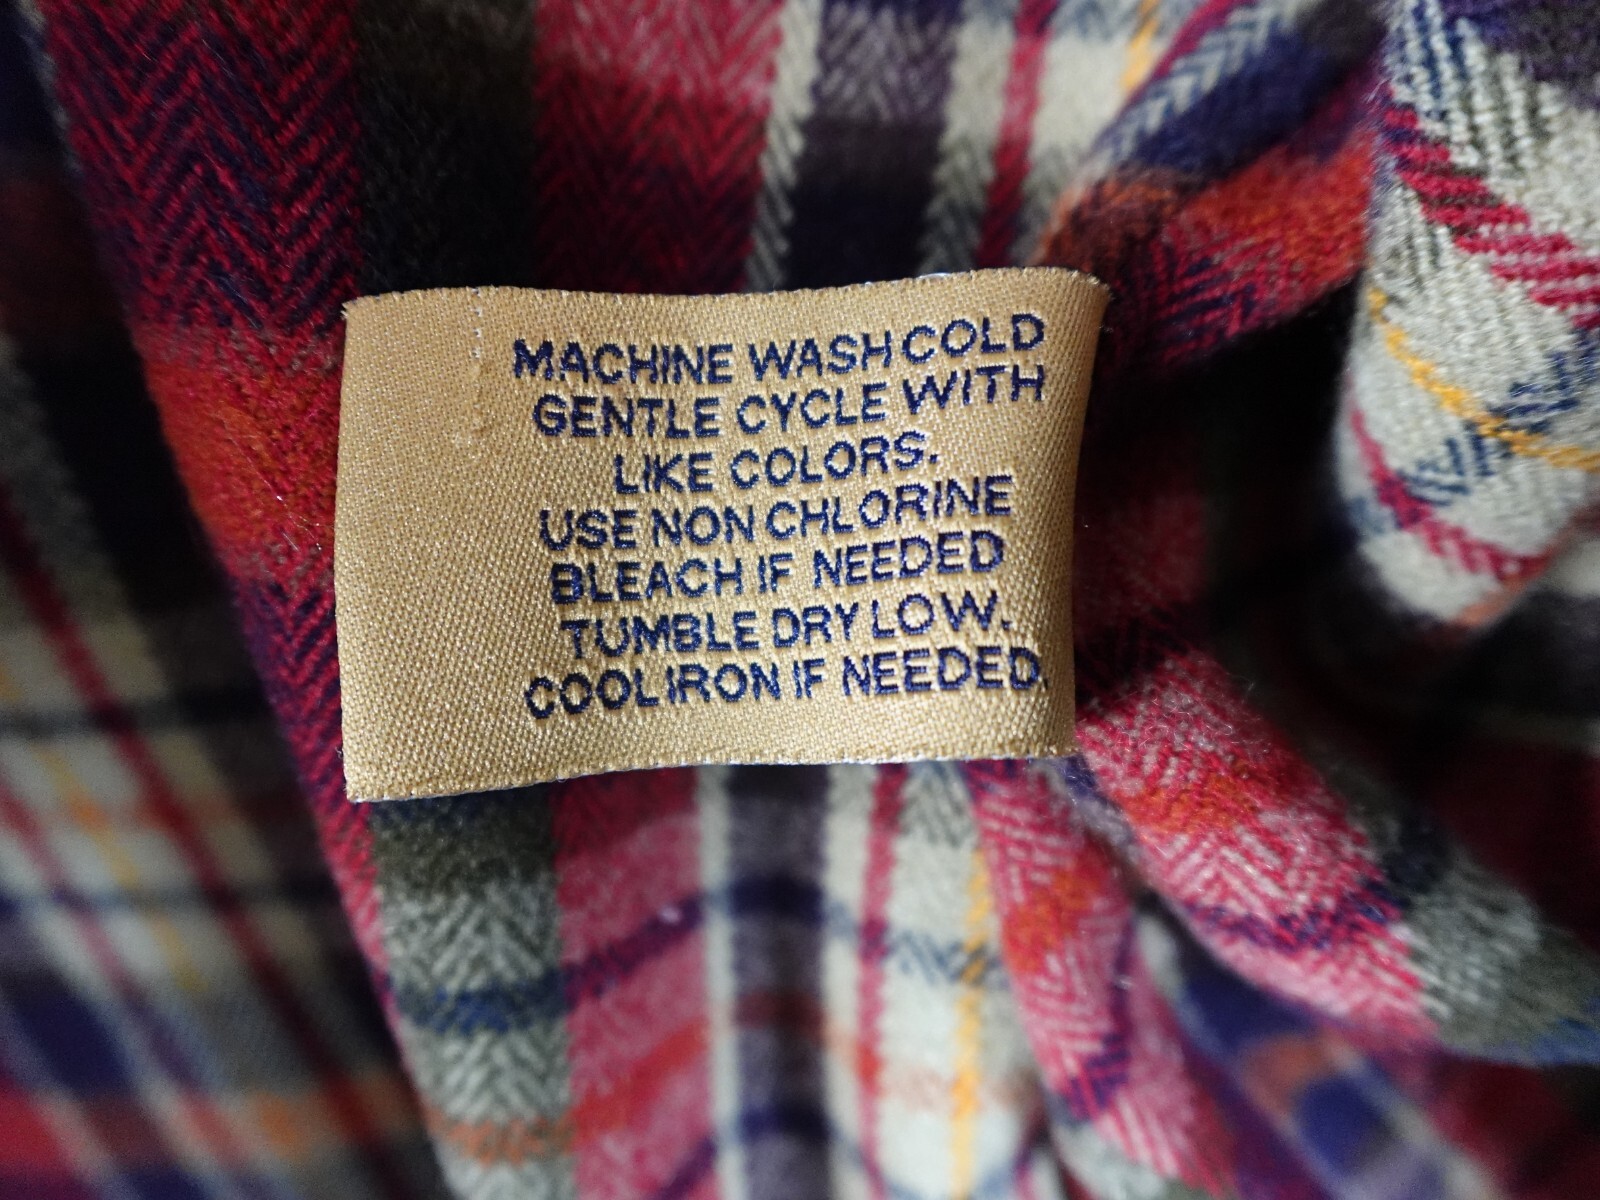 MACHINE WASH COLD
GENTLE CYCLE WITH
LIKE COLORS.
USE NON CHLORINE
BLEACH IF NEEDED
TUMBLE DRY LOW.
COOL IRON IF NEEDED.